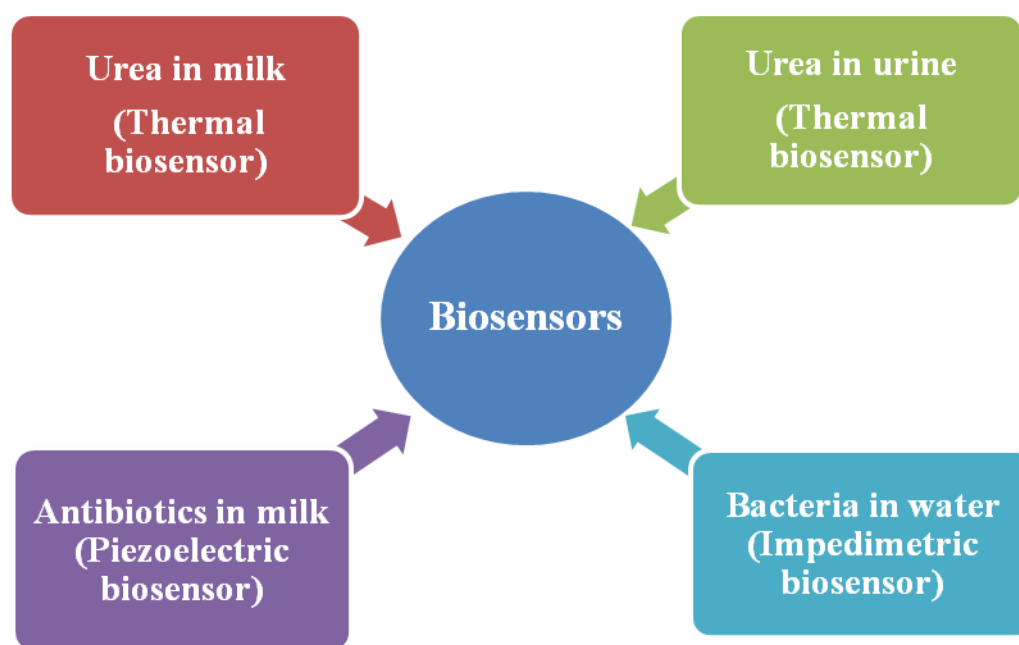 Urea in milk
(Thermal
biosensor)
Urea in urine
(Thermal
biosensor)
Biosensors
Antibiotics in milk
(Piezoelectric
biosensor)
Bacteria in water
(Impedimetric
biosensor)